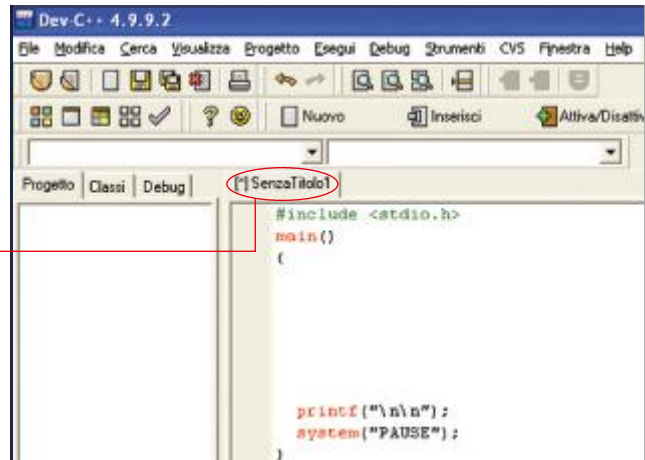 Dev-C++ 4.9.9.2
File Modifica Cerca Visualizza Progetto Esegui Debug Strumenti CVS Finestra Help
Nuovo Inserisci Attiva/Disattiv
Progetto Classi Debug [*] SenzaTitolo1
#include <stdio.h>
main()
{
printf("\n\n");
system("PAUSE");
}